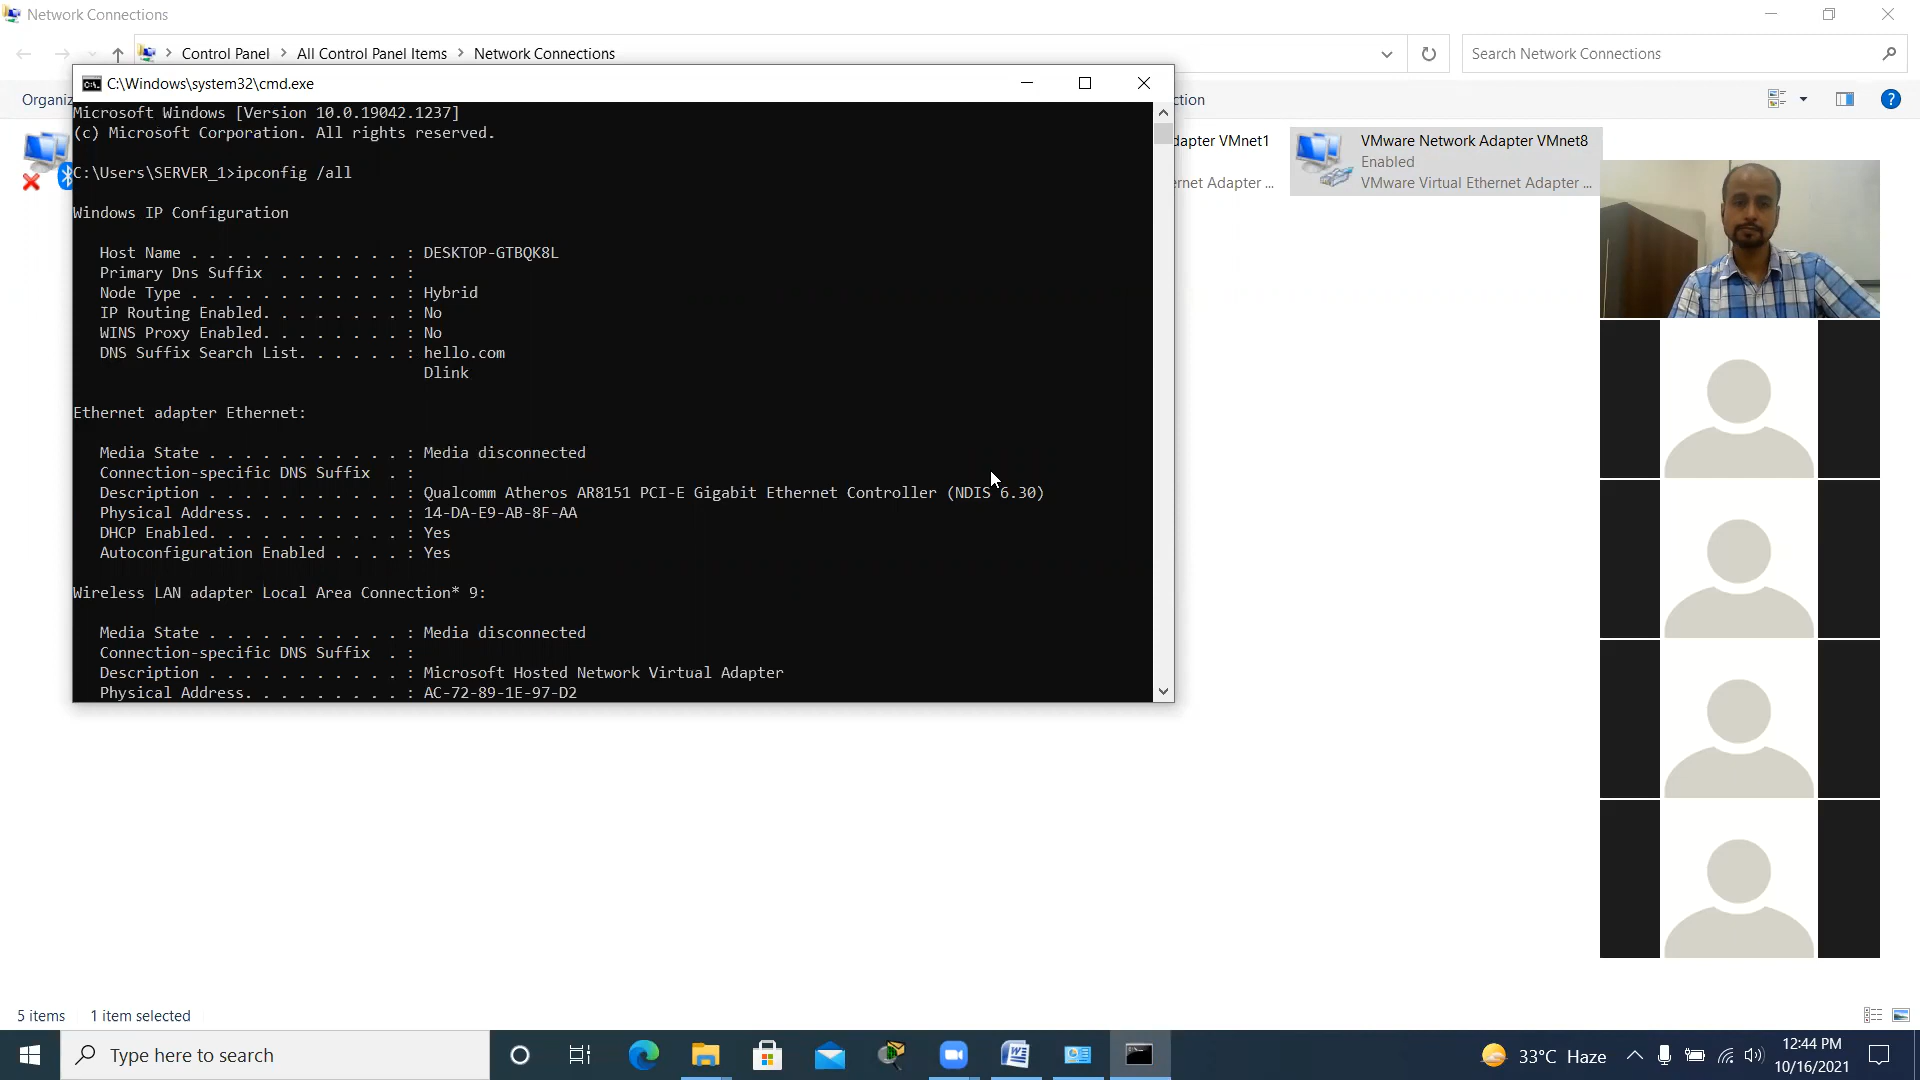 Network Connections
Control Panel > All Control Panel Items > Network Connections
Search Network Connections
C:\Windows\system32\cmd.exe
Organiz
ction
Microsoft Windows [Version 10.0.19042.1237]
(c) Microsoft Corporation. All rights reserved.
C:\Users\SERVER_1>ipconfig /all
Windows IP Configuration
Host Name . . . . . . . . . . . . : DESKTOP-GTBQK8L
Primary Dns Suffix . . . . . . . :
Node Type . . . . . . . . . . . . : Hybrid
IP Routing Enabled. . . . . . . . : No
WINS Proxy Enabled. . . . . . . . : No
DNS Suffix Search List. . . . . . : hello.com
Dlink
Ethernet adapter Ethernet:
Media State . . . . . . . . . . . : Media disconnected
Connection-specific DNS Suffix . :
Description . . . . . . . . . . . : Qualcomm Atheros AR8151 PCI-E Gigabit Ethernet Controller (NDIS 6.30)
Physical Address. . . . . . . . . : 14-DA-E9-AB-8F-AA
DHCP Enabled. . . . . . . . . . . : Yes
Autoconfiguration Enabled . . . . : Yes
Wireless LAN adapter Local Area Connection* 9:
Media State . . . . . . . . . . . : Media disconnected
Connection-specific DNS Suffix . :
Description . . . . . . . . . . . : Microsoft Hosted Network Virtual Adapter
Physical Address. . . . . . . . . : AC-72-89-1E-97-D2
dapter VMnet1
rnet Adapter ...
VMware Network Adapter VMnet8
Enabled
VMware Virtual Ethernet Adapter ...
5 items 1 item selected
Type here to search
33°C Haze
12:44 PM
10/16/2021